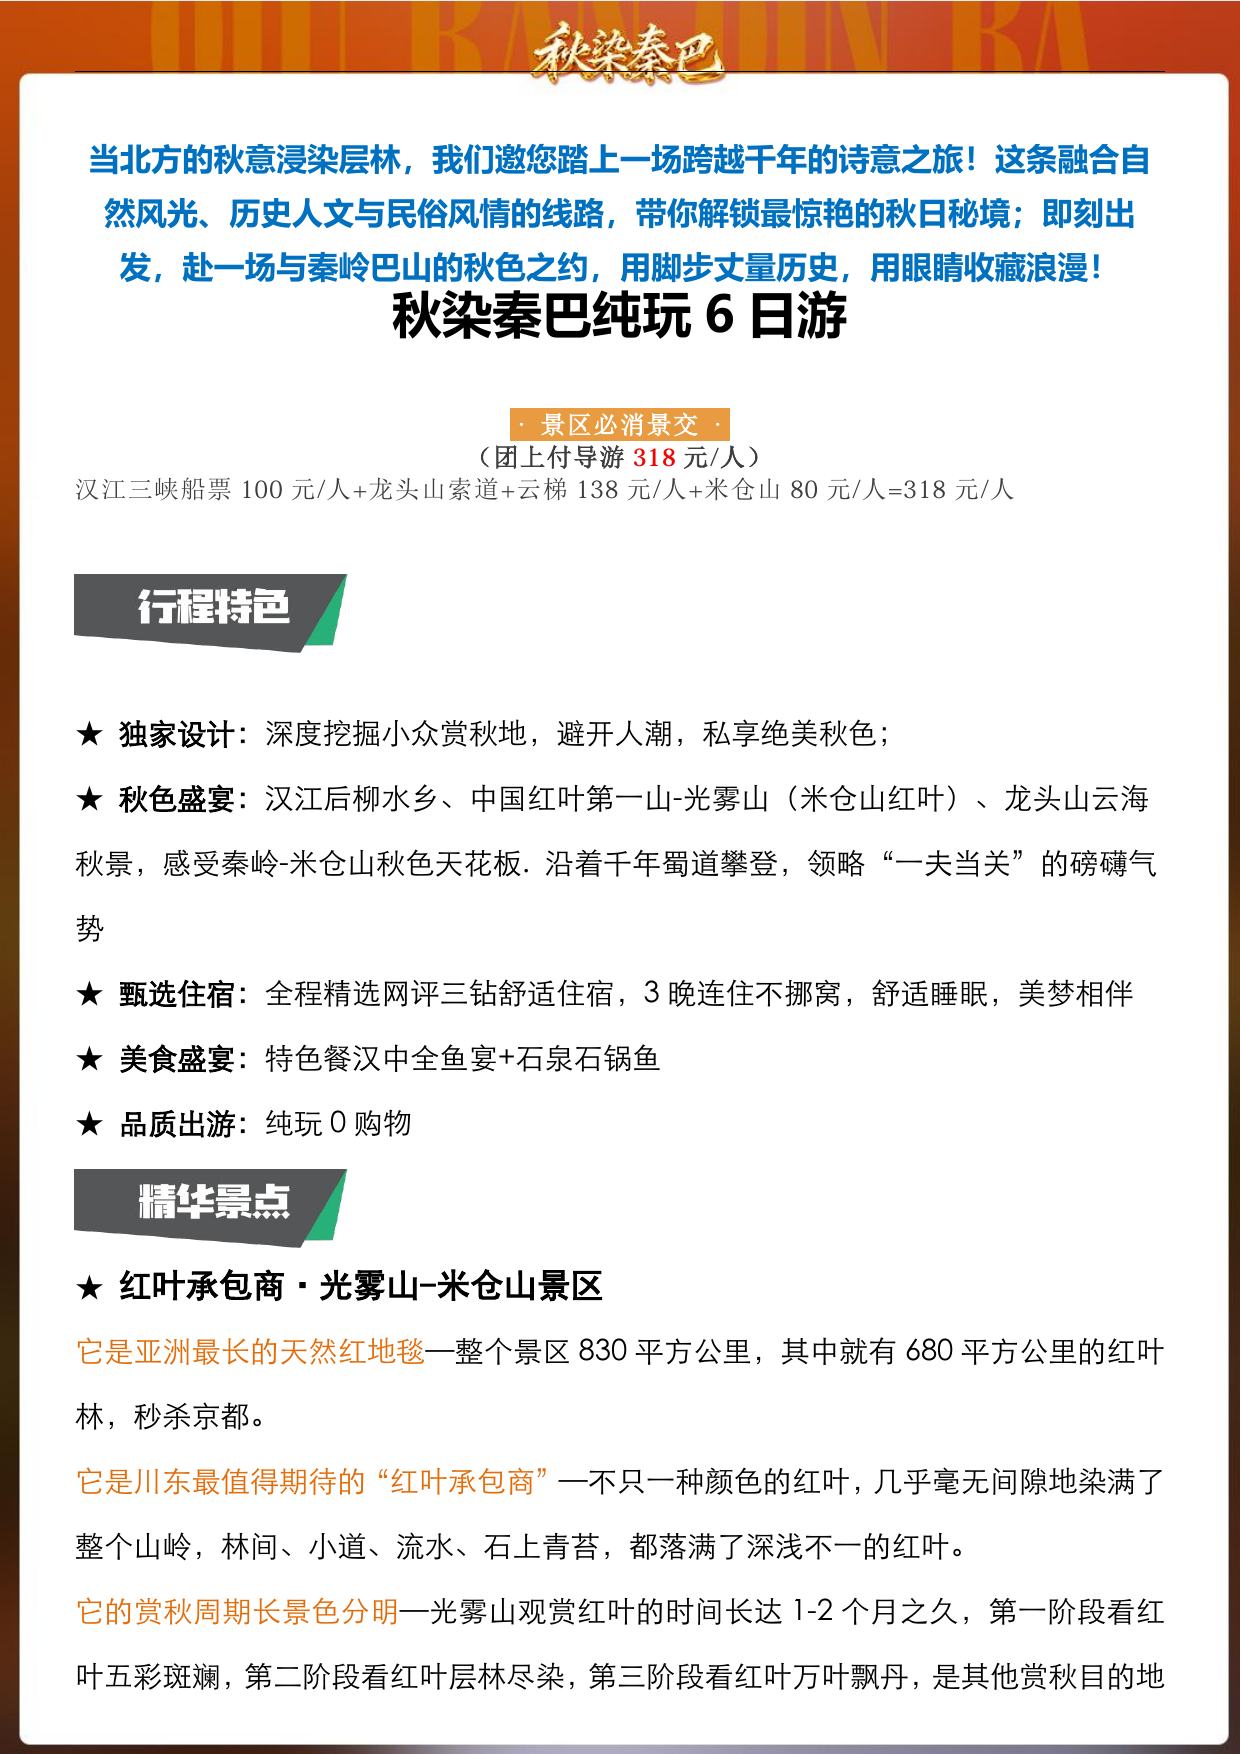 QIU RAN QIN BA
秋染秦巴
当北方的秋意浸染层林，我们邀您踏上一场跨越千年的诗意之旅！这条融合自
然风光、历史人文与民俗风情的线路，带你解锁最惊艳的秋日秘境；即刻出
发，赴一场与秦岭巴山的秋色之约，用脚步丈量历史，用眼睛收藏浪漫！
秋染秦巴纯玩 6 日游
· 景区必消景交 ·
（团上付导游 318 元/人）
汉江三峡船票 100 元/人+龙头山索道+云梯 138 元/人+米仓山 80 元/人=318 元/人
行程特色
★ 独家设计：深度挖掘小众赏秋地，避开人潮，私享绝美秋色；
★ 秋色盛宴：汉江后柳水乡、中国红叶第一山-光雾山（米仓山红叶）、龙头山云海
秋景，感受秦岭-米仓山秋色天花板. 沿着千年蜀道攀登，领略“一夫当关”的磅礴气
势
★ 甄选住宿：全程精选网评三钻舒适住宿，3 晚连住不挪窝，舒适睡眠，美梦相伴
★ 美食盛宴：特色餐汉中全鱼宴+石泉石锅鱼
★ 品质出游：纯玩 0 购物
精华景点
★ 红叶承包商·光雾山-米仓山景区
它是亚洲最长的天然红地毯—整个景区 830 平方公里，其中就有 680 平方公里的红叶
林，秒杀京都。
它是川东最值得期待的“红叶承包商”—不只一种颜色的红叶，几乎毫无间隙地染满了
整个山岭，林间、小道、流水、石上青苔，都落满了深浅不一的红叶。
它的赏秋周期长景色分明—光雾山观赏红叶的时间长达 1-2 个月之久，第一阶段看红
叶五彩斑斓，第二阶段看红叶层林尽染，第三阶段看红叶万叶飘丹，是其他赏秋目的地